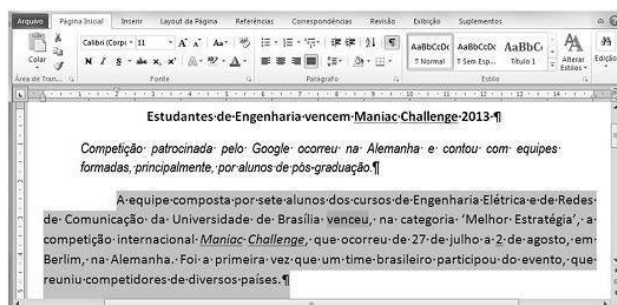 Arquivo Página Inicial Inserir Layout da Página Referências Correspondências Revisão Exibição Suplementos
Calibri (Corpo 11 A A Aa
Colar N I S abc x, x² A ab A
AaBbCcDc AaBbCcDc AaBbC
¶ Normal ¶ Sem Esp... Título 1 Alterar Estilos Edição
Área de Tran... Fonte Parágrafo Estilo
Estudantes·de·Engenharia·vencem·Maniac·Challenge·2013·¶
Competição· patrocinada· pelo· Google· ocorreu· na· Alemanha· e· contou· com· equipes·
formadas,·principalmente,·por·alunos·de·pós-graduação.¶
A·equipe·composta·por·sete·alunos·dos·cursos·de·Engenharia·Elétrica·e·de·Redes·
de· Comunicação· da· Universidade· de· Brasília· venceu,· na· categoria· ‘Melhor· Estratégia’,· a·
competição·internacional·Maniac·Challenge,·que·ocorreu·de·27·de·julho·a·2·de·agosto,·em·
Berlim,·na·Alemanha.·Foi·a·primeira·vez·que·um·time·brasileiro·participou·do·evento,·que·
reuniu·competidores·de·diversos·países.¶